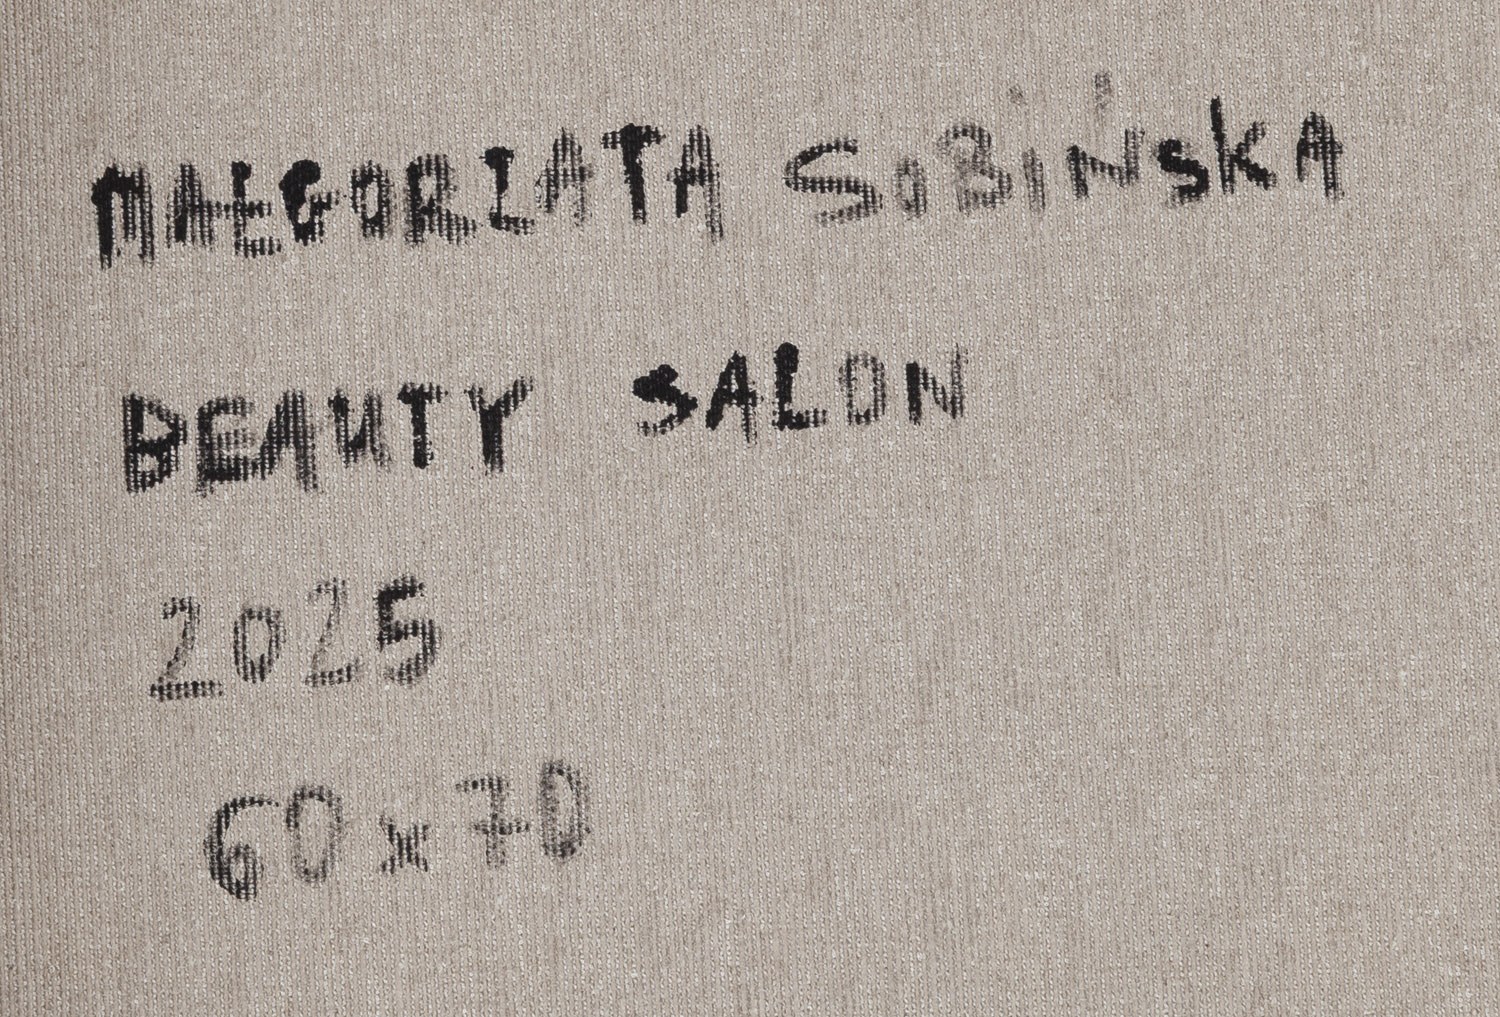 MAŁGORZATA SOBIŃSKA
BEAUTY SALON
2025
60x70